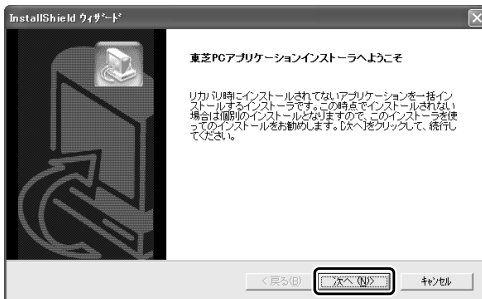 InstallShield ウィザード
東芝PCアプリケーションインストーラへようこそ
リカバリ時にインストールされてないアプリケーションを一括イン
ストールするインストーラです。この時点でインストールされない
場合は個別のインストールとなりますので、このインストーラを使
ってのインストールをお勧めします。[次へ]をクリックして、続行し
てください。
< 戻る(B)
次へ (N)>
キャンセル